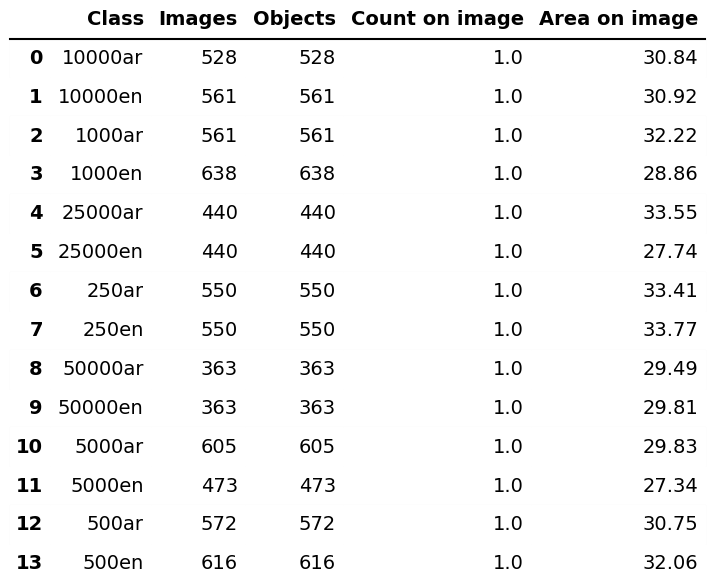 Class Images Objects Count on image Area on image
0 10000ar 528 528 1.0 30.84
1 10000en 561 561 1.0 30.92
2 1000ar 561 561 1.0 32.22
3 1000en 638 638 1.0 28.86
4 25000ar 440 440 1.0 33.55
5 25000en 440 440 1.0 27.74
6 250ar 550 550 1.0 33.41
7 250en 550 550 1.0 33.77
8 50000ar 363 363 1.0 29.49
9 50000en 363 363 1.0 29.81
10 5000ar 605 605 1.0 29.83
11 5000en 473 473 1.0 27.34
12 500ar 572 572 1.0 30.75
13 500en 616 616 1.0 32.06